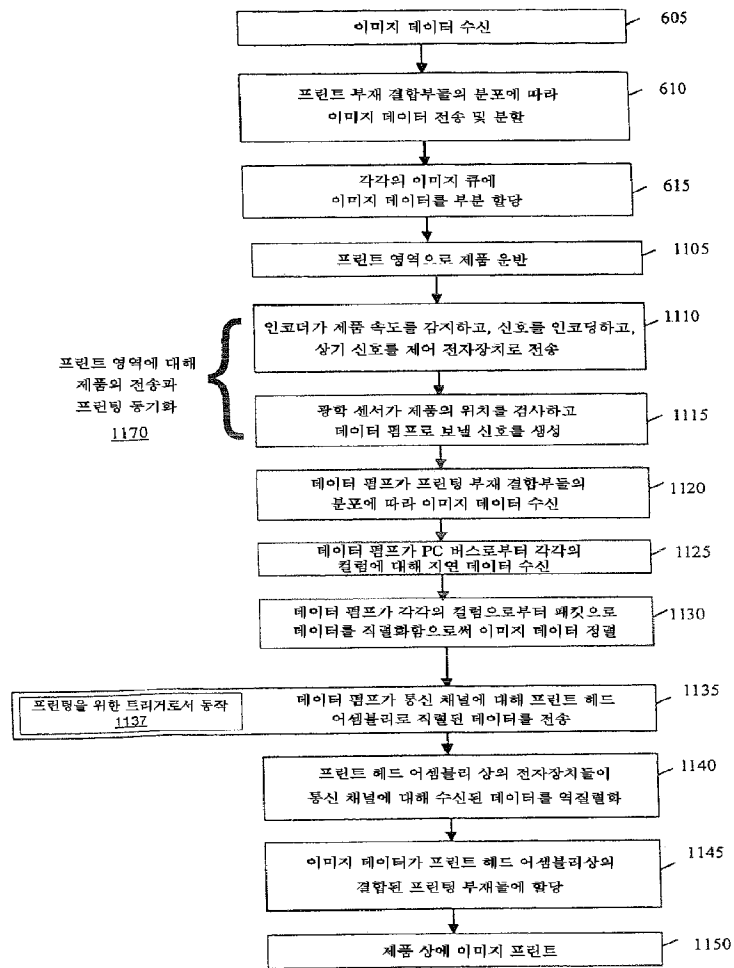 이미지 데이터 수신
605
프린트 부재 결합부들의 분포에 따라
이미지 데이터 전송 및 분할
610
각각의 이미지 큐에
이미지 데이터를 부분 할당
615
프린트 영역으로 제품 운반
1105
인코더가 제품 속도를 감지하고, 신호를 인코딩하고,
상기 신호를 제어 전자장치로 전송
1110
프린트 영역에 대해
제품의 전송과
프린팅 동기화
1170
광학 센서가 제품의 위치를 검사하고
데이터 펌프로 보낼 신호를 생성
1115
데이터 펌프가 프린팅 부재 결합부들의
분포에 따라 이미지 데이터 수신
1120
데이터 펌프가 PC 버스로부터 각각의
컬럼에 대해 지연 데이터 수신
1125
데이터 펌프가 각각의 컬럼으로부터 패킷으로
데이터를 직렬화함으로써 이미지 데이터 정렬
1130
프린팅을 위한 트리거로서 동작
1137
데이터 펌프가 통신 채널에 대해 프린트 헤드
어셈블리로 직렬된 데이터를 전송
1135
프린트 헤드 어셈블리 상의 전자장치들이
통신 채널에 대해 수신된 데이터를 역직렬화
1140
이미지 데이터가 프린트 헤드 어셈블리상의
결합된 프린팅 부재들에 할당
1145
제품 상에 이미지 프린트
1150